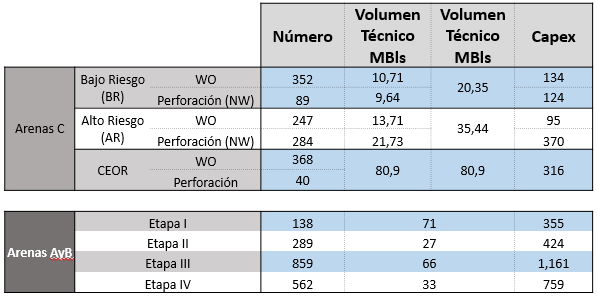 Número Volumen Técnico MBls Volumen Técnico MBls Capex
Arenas C
Bajo Riesgo (BR) WO 352 10,71 20,35 134
Perforación (NW) 89 9,64 124
Alto Riesgo (AR) WO 247 13,71 35,44 95
Perforación (NW) 284 21,73 370
CEOR WO 368 80,9 80,9 316
Perforación 40
Arenas AyB
Etapa I 138 71 355
Etapa II 289 27 424
Etapa III 859 66 1,161
Etapa IV 562 33 759